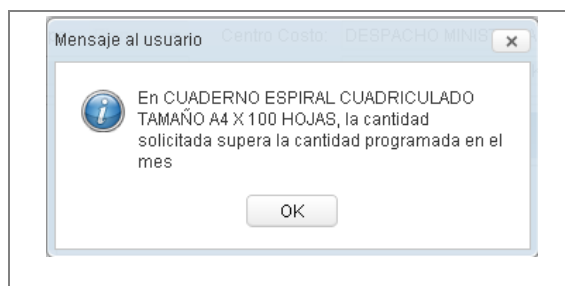 Mensaje al usuario Centro Costo: DESPACHO MINIS
En CUADERNO ESPIRAL CUADRICULADO
TAMAÑO A4 X 100 HOJAS, la cantidad
solicitada supera la cantidad programada en el
mes
OK